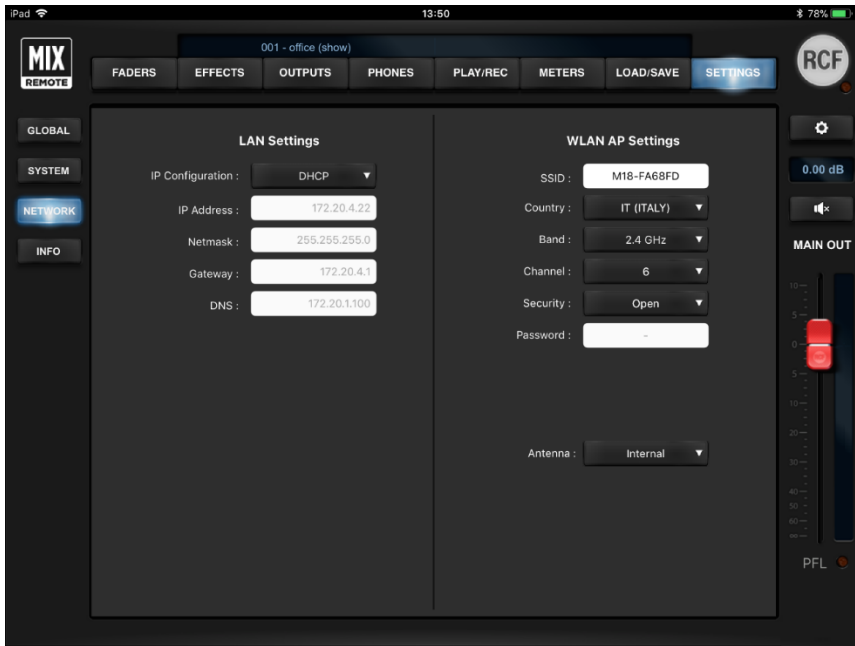 iPad 13:50 78%
MIX
REMOTE
001 - office (show)
RCF
FADERS EFFECTS OUTPUTS PHONES PLAY/REC METERS LOAD/SAVE SETTINGS
GLOBAL
SYSTEM
NETWORK
INFO
LAN Settings
IP Configuration : DHCP
IP Address : 172.20.4.22
Netmask : 255.255.255.0
Gateway : 172.20.4.1
DNS : 172.20.1.100
WLAN AP Settings
SSID : M18-FA68FD
Country : IT (ITALY)
Band : 2.4 GHz
Channel : 6
Security : Open
Password : -
Antenna : Internal
0.00 dB
MAIN OUT
10
5
0
5
10
20
30
40
50
60
∞
PFL